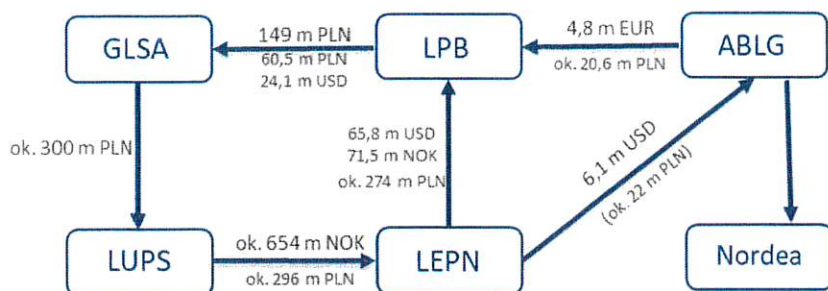 GLSA
149 m PLN
60,5 m PLN
24,1 m USD
LPB
4,8 m EUR
ok. 20,6 m PLN
ABLG
ok. 300 m PLN
65,8 m USD
71,5 m NOK
ok. 274 m PLN
6,1 m USD
(ok. 22 m PLN)
LUPS
ok. 654 m NOK
ok. 296 m PLN
LEPN
Nordea